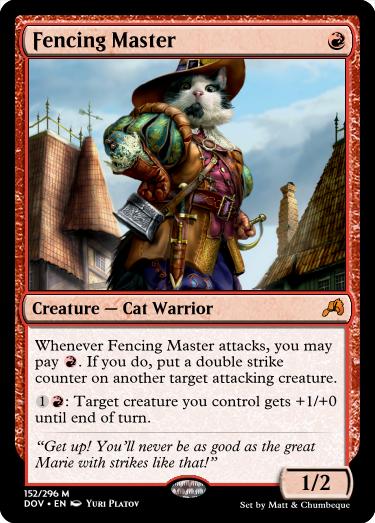 Fencing Master
Creature — Cat Warrior
Whenever Fencing Master attacks, you may
pay . If you do, put a double strike
counter on another target attacking creature.
1 : Target creature you control gets +1/+0
until end of turn.
“Get up! You’ll never be as good as the great
Marie with strikes like that!”
1/2
152/296 M
DOV • EN Yuri Platov
Set by Matt & Chumbeque